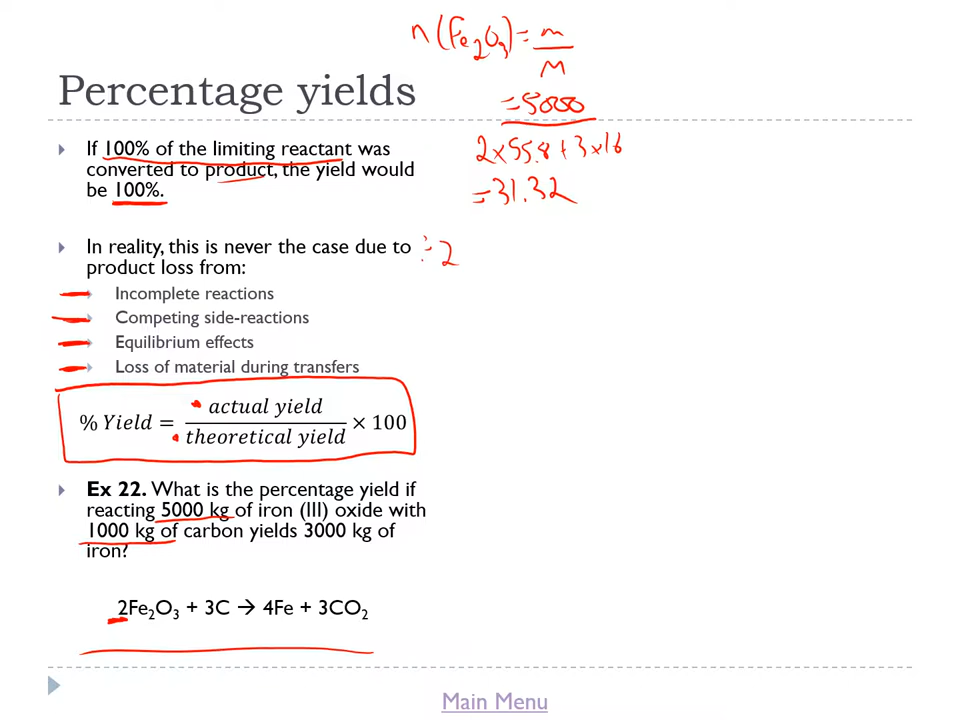 n(Fe₂O₃) = m
M
Percentage yields
= 5000
2 × 55.8 + 3 × 16
= 31.32
If 100% of the limiting reactant was
converted to product, the yield would
be 100%.
In reality, this is never the case due to
product loss from:
÷ 2
Incomplete reactions
Competing side-reactions
Equilibrium effects
Loss of material during transfers
% Yield = actual yield / theoretical yield × 100
Ex 22. What is the percentage yield if
reacting 5000 kg of iron (III) oxide with
1000 kg of carbon yields 3000 kg of
iron?
2Fe₂O₃ + 3C → 4Fe + 3CO₂
Main Menu